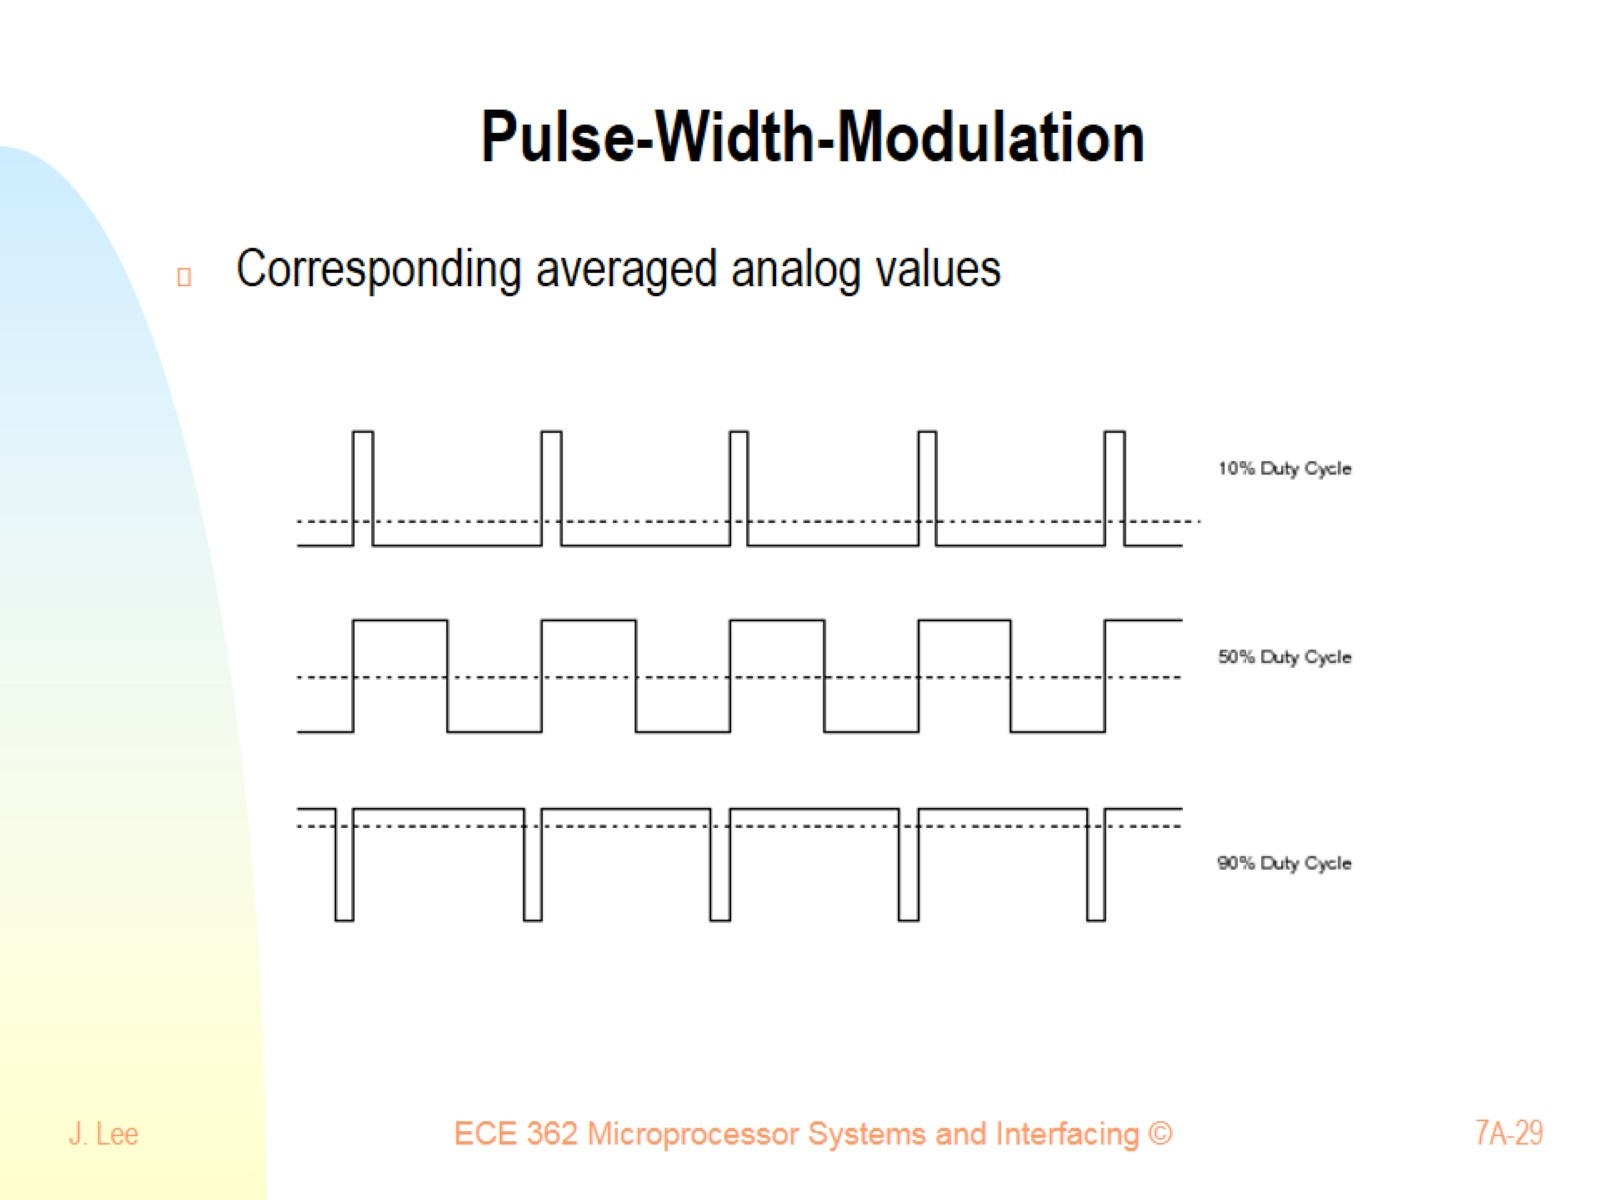 Pulse-Width-Modulation
Corresponding averaged analog values
10% Duty Cycle
50% Duty Cycle
90% Duty Cycle
J. Lee
ECE 362 Microprocessor Systems and Interfacing ©
7A-29